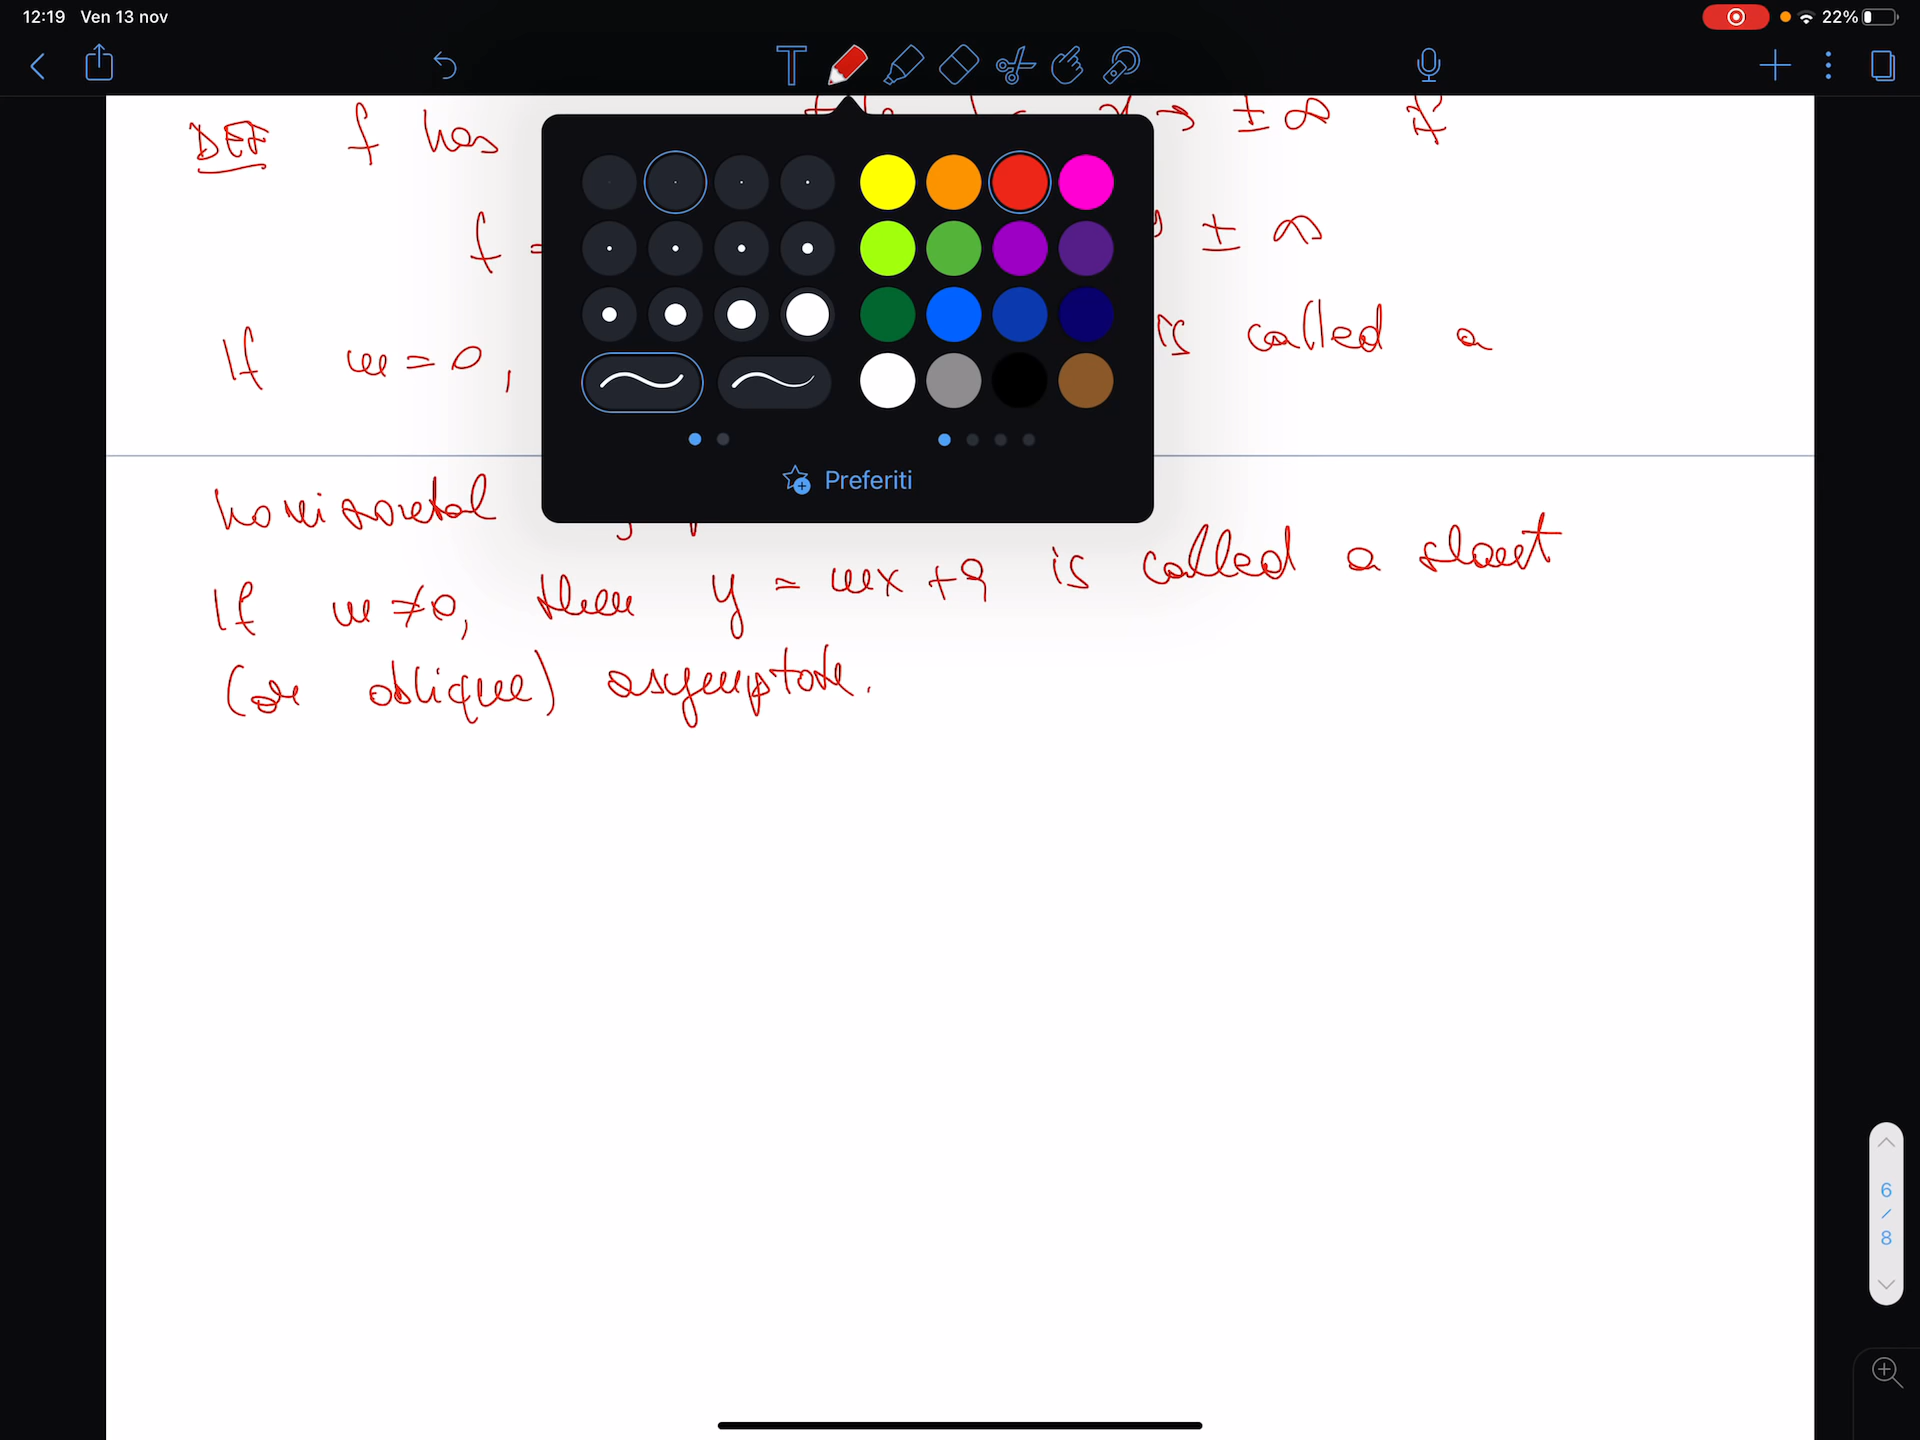 12:19 Ven 13 nov 22%
DEF f has x → ± ∞ if
f = ± ∞
If m = 0, is called a
Preferiti
horizontal
If m ≠ 0, then y = mx + q is called a slant
(or oblique) asymptote.
6
/
8